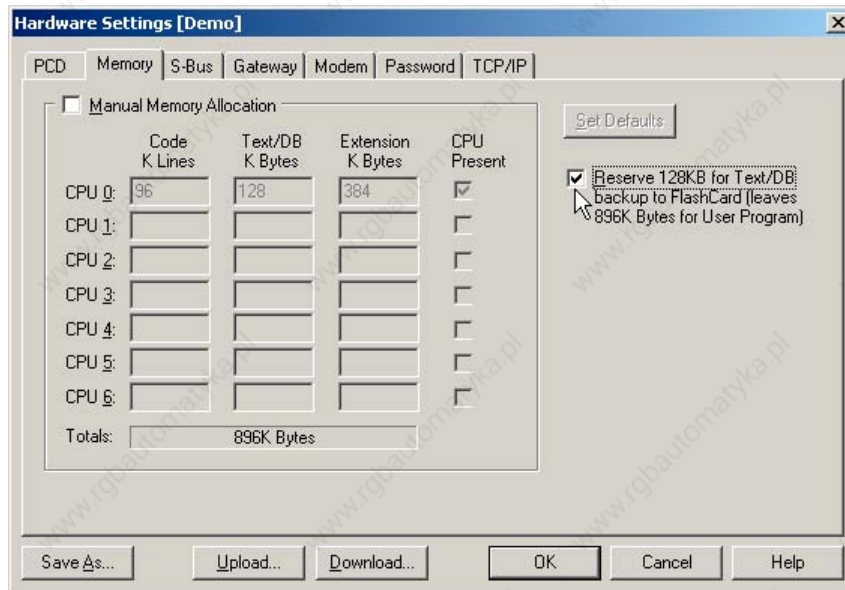 Hardware Settings [Demo]
PCD Memory S-Bus Gateway Modem Password TCP/IP
Manual Memory Allocation
Set Defaults
Code K Lines
Text/DB K Bytes
Extension K Bytes
CPU Present
Reserve 128KB for Text/DB
backup to FlashCard (leaves
896K Bytes for User Program)
CPU 0: 96 128 384
CPU 1:
CPU 2:
CPU 3:
CPU 4:
CPU 5:
CPU 6:
Totals: 896K Bytes
Save As... Upload... Download... OK Cancel Help
www.rgbautomatyka.pl